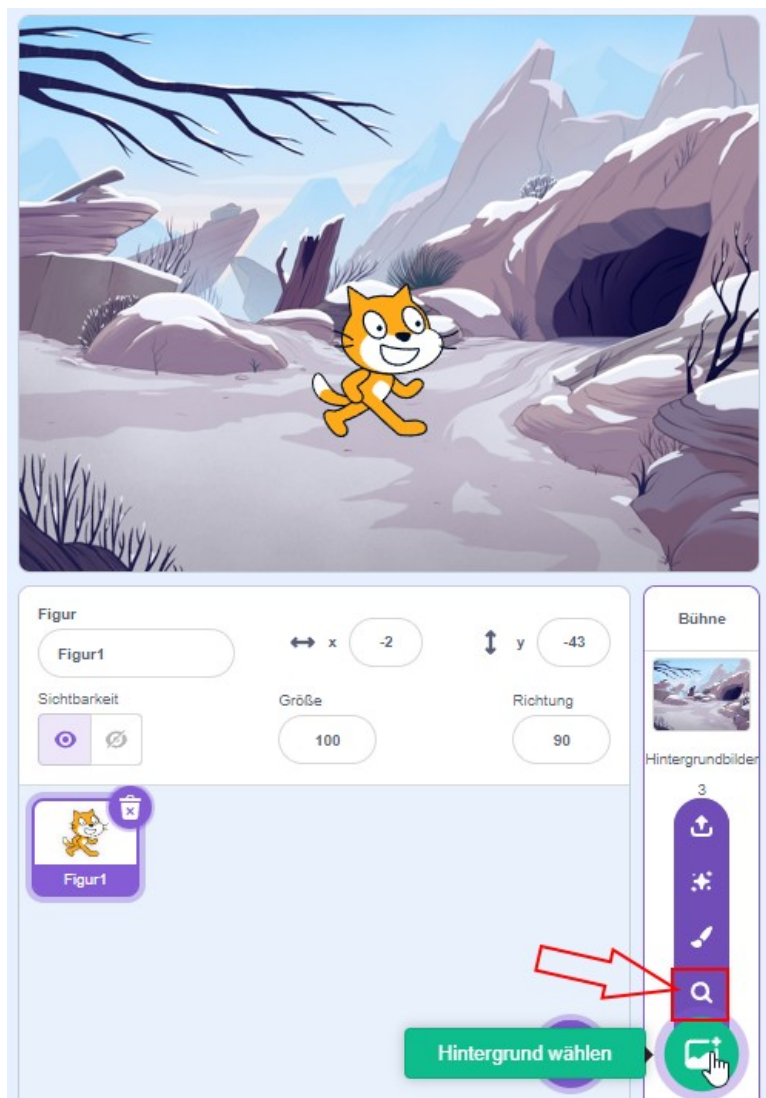 Figur
Bühne
Figur1
x
-2
y
-43
Sichtbarkeit
Größe
Richtung
100
90
Hintergrundbilder
3
Figur1
Hintergrund wählen